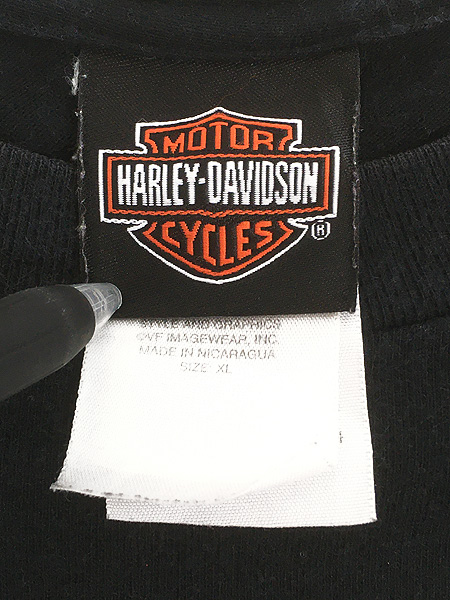 MOTOR
HARLEY-DAVIDSON
CYCLES ®
STYLE AND GRAPHICS
©VF IMAGEWEAR, INC.
MADE IN NICARAGUA
SIZE: XL